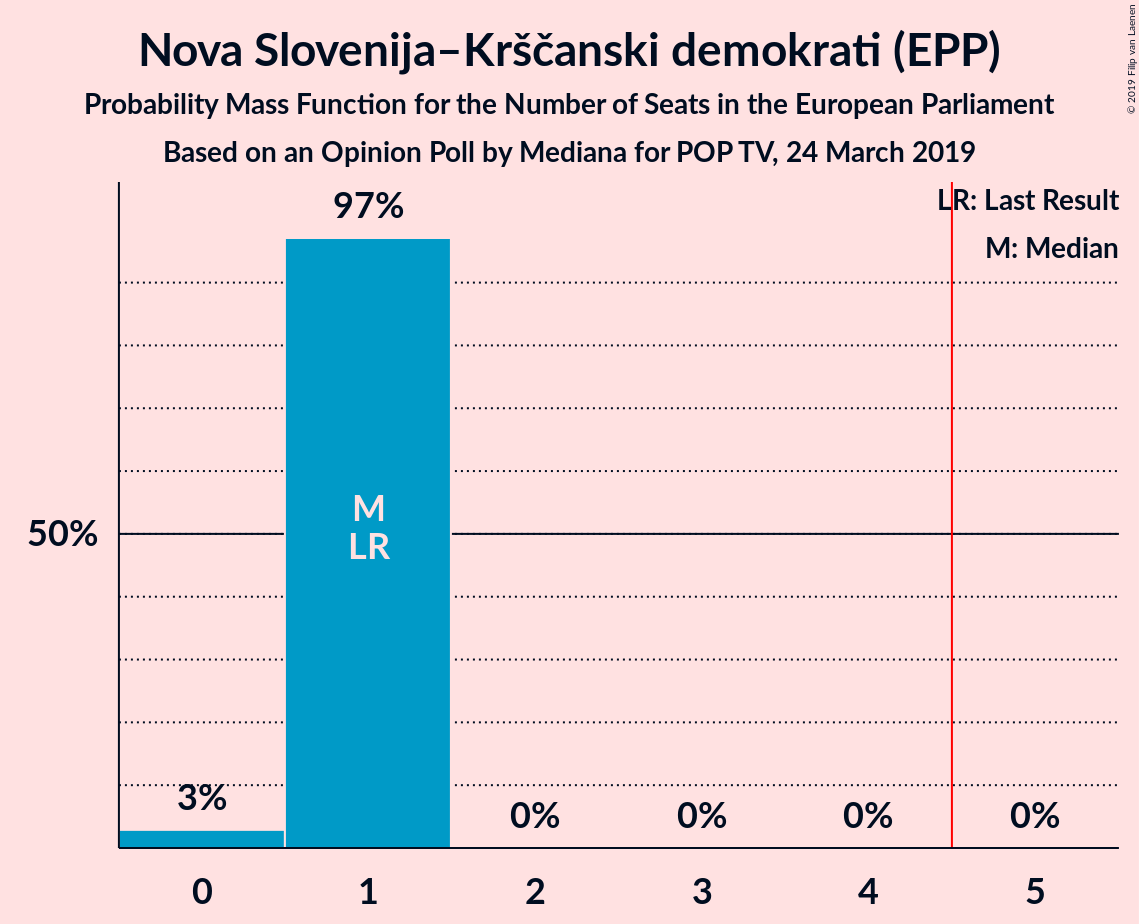 Nova Slovenija–Krščanski demokrati (EPP)
Probability Mass Function for the Number of Seats in the European Parliament
Based on an Opinion Poll by Mediana for POP TV, 24 March 2019
© 2019 Filip van Laenen
LR: Last Result
M: Median
97%
M
LR
50%
3%
0%
0%
0%
0%
0
1
2
3
4
5